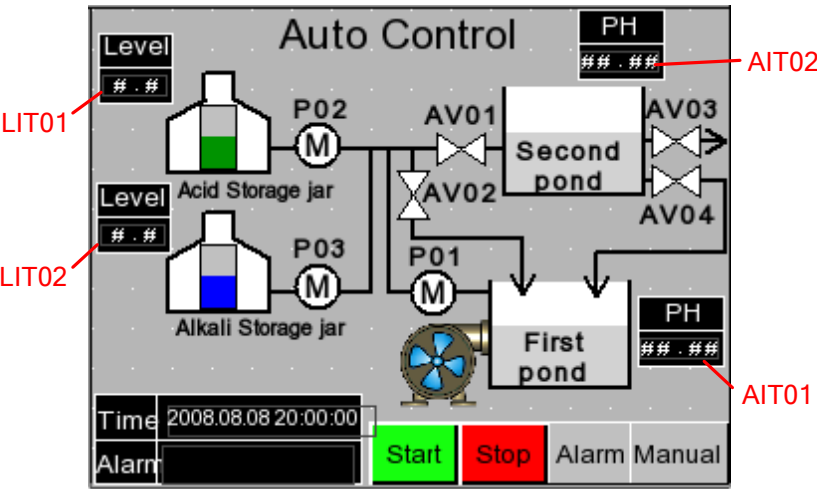 Auto Control
PH
##.##
AIT02
Level
#.#
LIT01
P02
M
AV01
AV03
Second
pond
Acid Storage jar
AV02
AV04
Level
#.#
LIT02
P03
M
P01
M
Alkali Storage jar
First
pond
PH
##.##
AIT01
Time
2008.08.08 20:00:00
Alarm
Start
Stop
Alarm
Manual